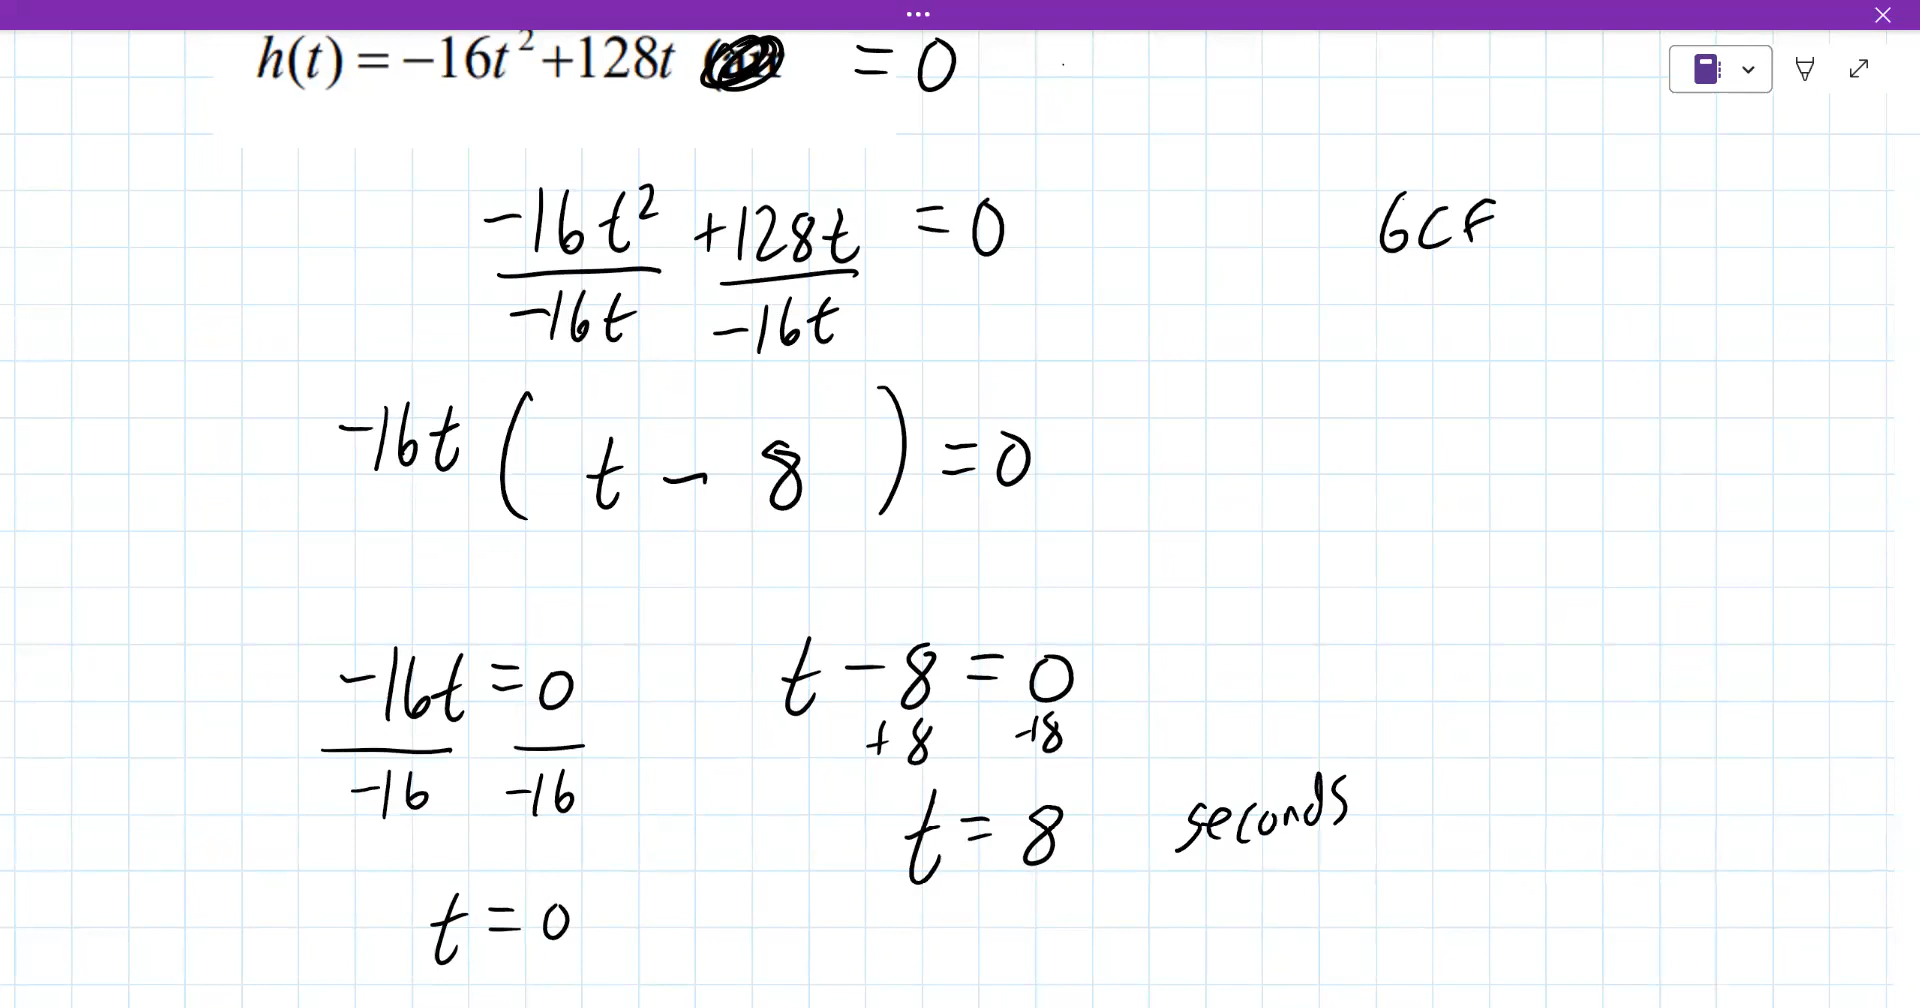 h(t) = −16t² +128t = 0
-16t² +128t = 0 GCF
-16t -16t
-16t ( t - 8 ) = 0
-16t = 0 t - 8 = 0
+8 +8
-16 -16
t = 8 seconds
t = 0